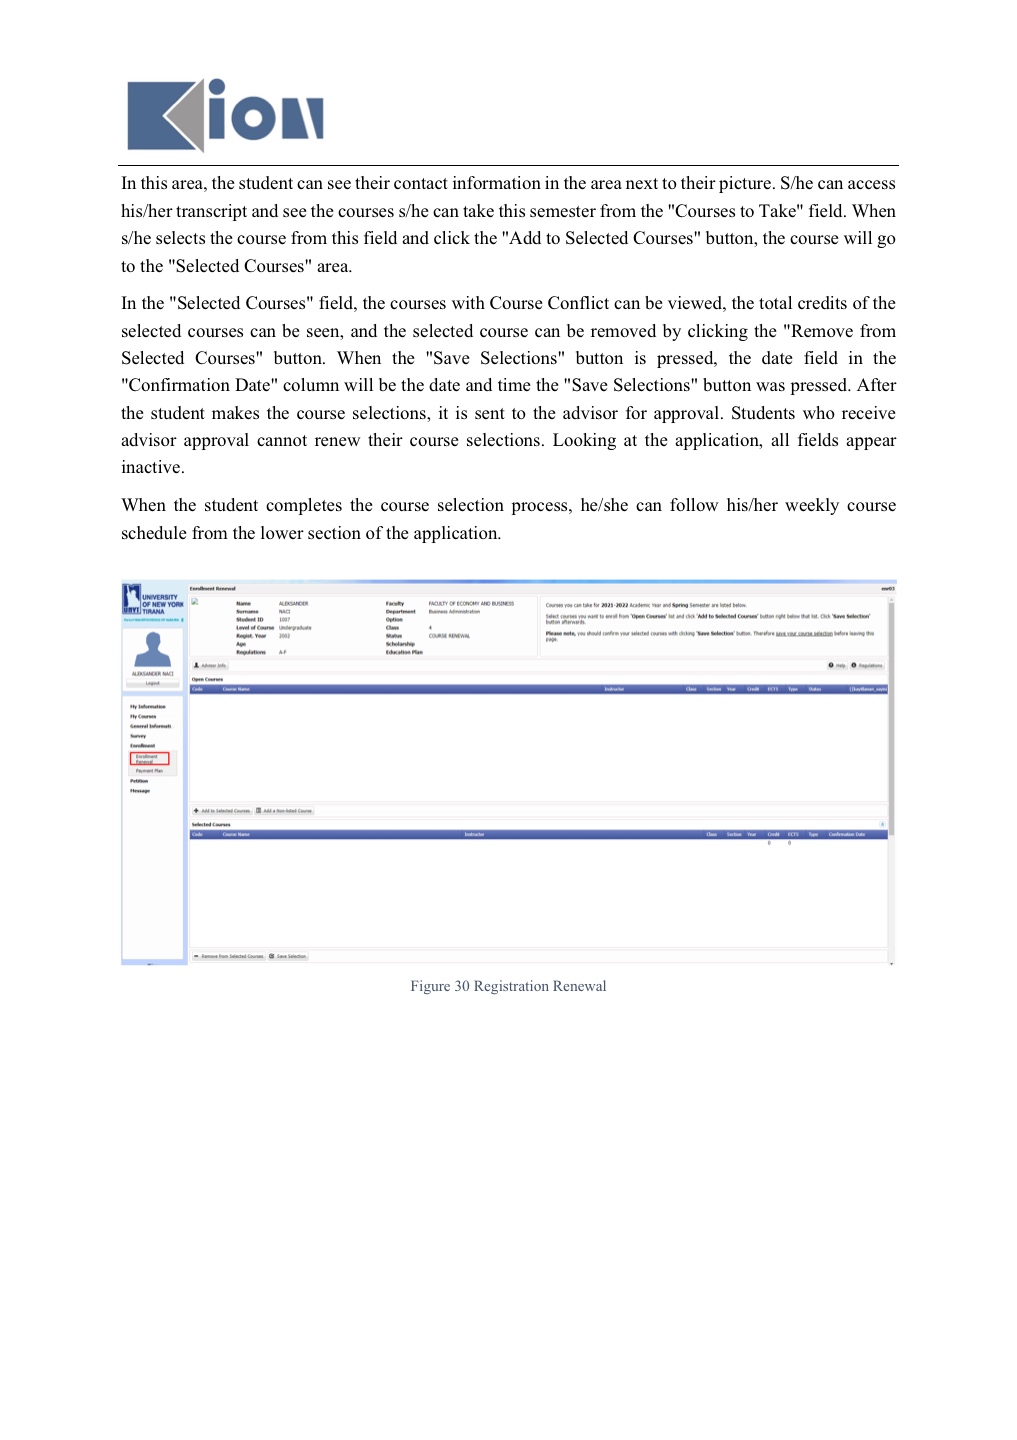 Kion
In this area, the student can see their contact information in the area next to their picture. S/he can access
his/her transcript and see the courses s/he can take this semester from the "Courses to Take" field. When
s/he selects the course from this field and click the "Add to Selected Courses" button, the course will go
to the "Selected Courses" area.
In the "Selected Courses" field, the courses with Course Conflict can be viewed, the total credits of the
selected courses can be seen, and the selected course can be removed by clicking the "Remove from
Selected Courses" button. When the "Save Selections" button is pressed, the date field in the
"Confirmation Date" column will be the date and time the "Save Selections" button was pressed. After
the student makes the course selections, it is sent to the advisor for approval. Students who receive
advisor approval cannot renew their course selections. Looking at the application, all fields appear
inactive.
When the student completes the course selection process, he/she can follow his/her weekly course
schedule from the lower section of the application.
UNIVERSITY
OF NEW YORK
TIRANA
UNYT
ALEKSANDER NACI
Logout
My Information
My Courses
General Informati
Survey
Enrollment
Enrollment
Renewal
Payment Plan
Petition
Message
Enrollment Renewal
Name ALEKSANDER
Surname NACI
Student ID 1007
Level of Course Undergraduate
Regist. Year 2002
Age
Regulations A-F
Faculty FACULTY OF ECONOMY AND BUSINESS
Department Business Administration
Option
Class 4
Status COURSE RENEWAL
Scholarship
Education Plan
Courses you can take for 2021-2022 Academic Year and Spring Semester are listed below.
Select courses you want to enroll from 'Open Courses' list and click 'Add to Selected Courses' button right below that list. Click 'Save Selection'
button afterwards.
Please note, you should confirm your selected courses with clicking 'Save Selection' button. Therefore save your course selection before leaving this
page.
Advisor Info
Help Regulations
Open Courses
Code Course Name Instructor Class Section Year Credit ECTS Type Status
Add to Selected Courses Add a Non-listed Course
Selected Courses
Code Course Name Instructor Class Section Year Credit ECTS Type Confirmation Date
0 0
Remove from Selected Courses Save Selection
Figure 30 Registration Renewal